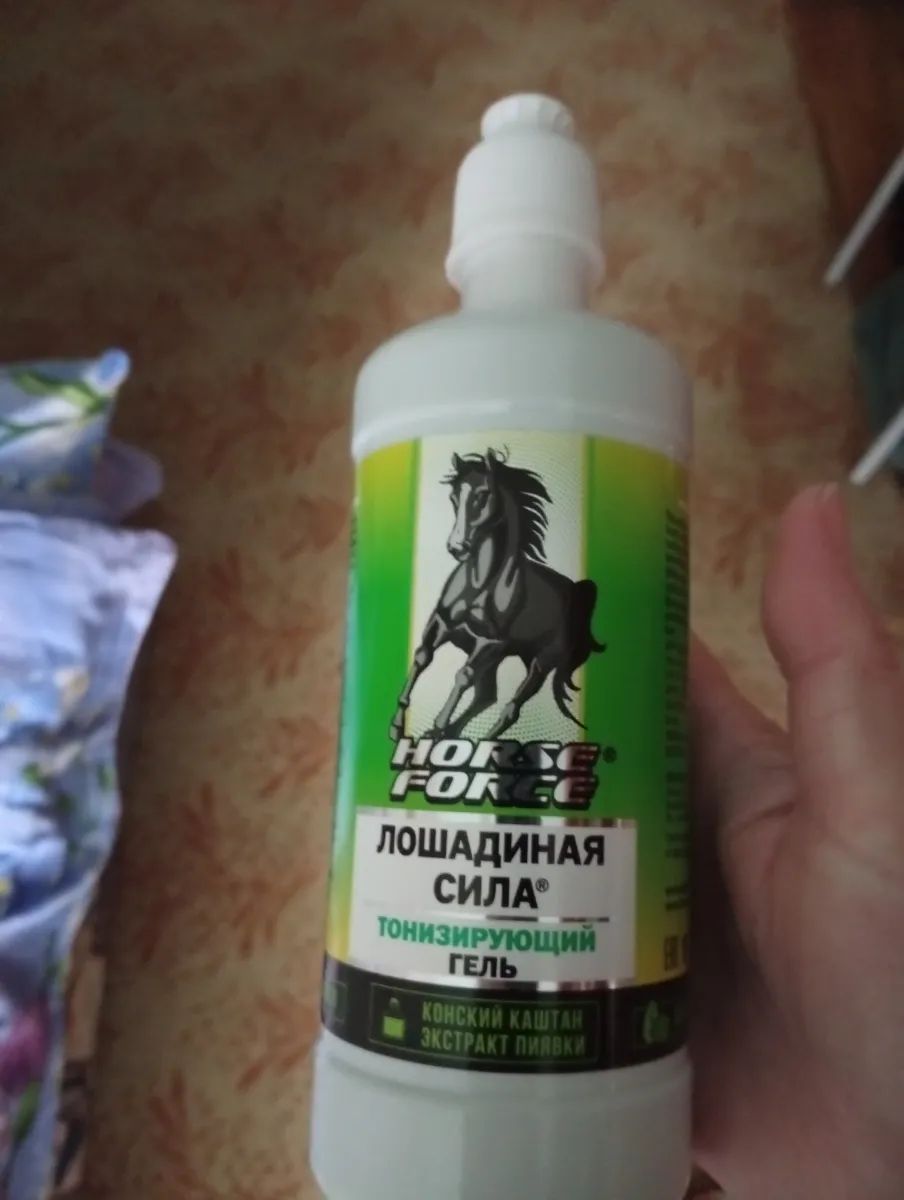 HORSE®
FORCE
ЛОШАДИНАЯ
СИЛА®
ТОНИЗИРУЮЩИЙ
ГЕЛЬ
КОНСКИЙ КАШТАН
ЭКСТРАКТ ПИЯВКИ